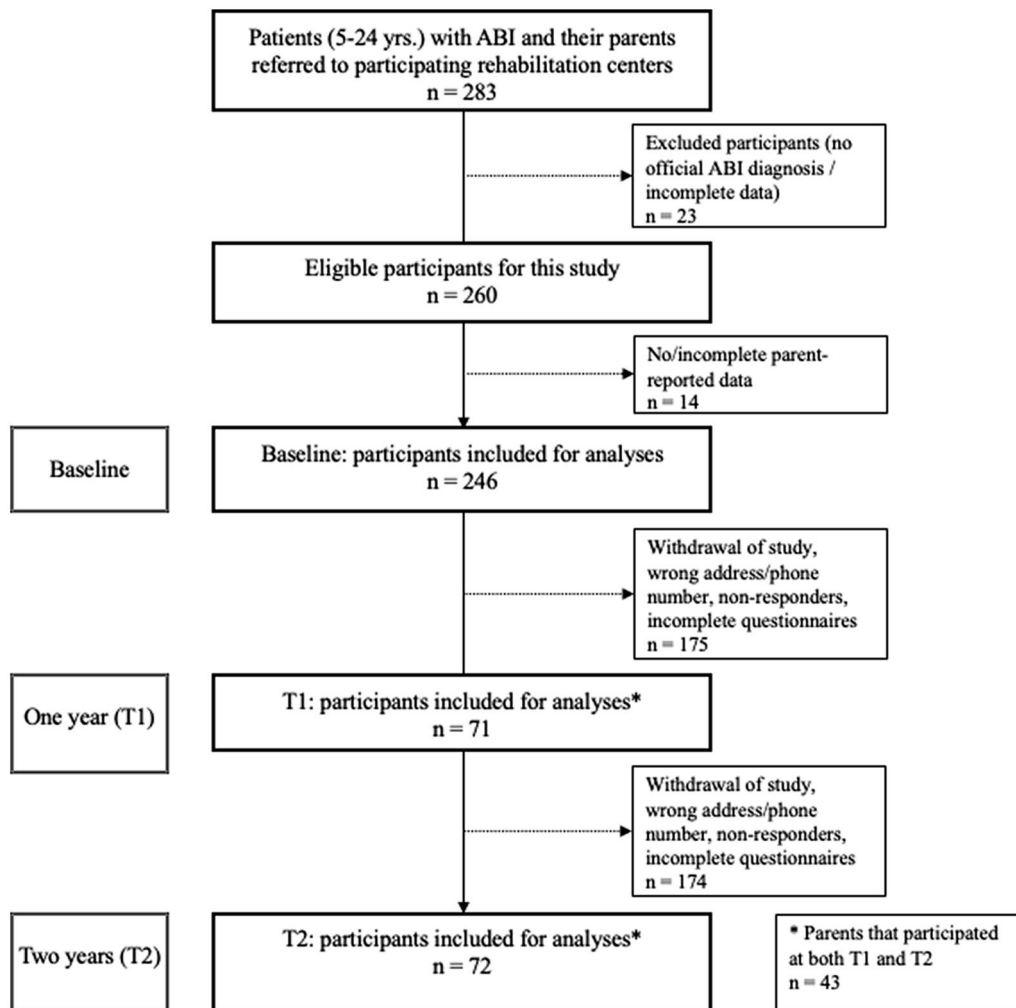 Patients (5-24 yrs.) with ABI and their parents
referred to participating rehabilitation centers
n = 283
Excluded participants (no
official ABI diagnosis /
incomplete data)
n = 23
Eligible participants for this study
n = 260
No/incomplete parent-
reported data
n = 14
Baseline
Baseline: participants included for analyses
n = 246
Withdrawal of study,
wrong address/phone
number, non-responders,
incomplete questionnaires
n = 175
One year (T1)
T1: participants included for analyses*
n = 71
Withdrawal of study,
wrong address/phone
number, non-responders,
incomplete questionnaires
n = 174
Two years (T2)
T2: participants included for analyses*
n = 72
* Parents that participated
at both T1 and T2
n = 43